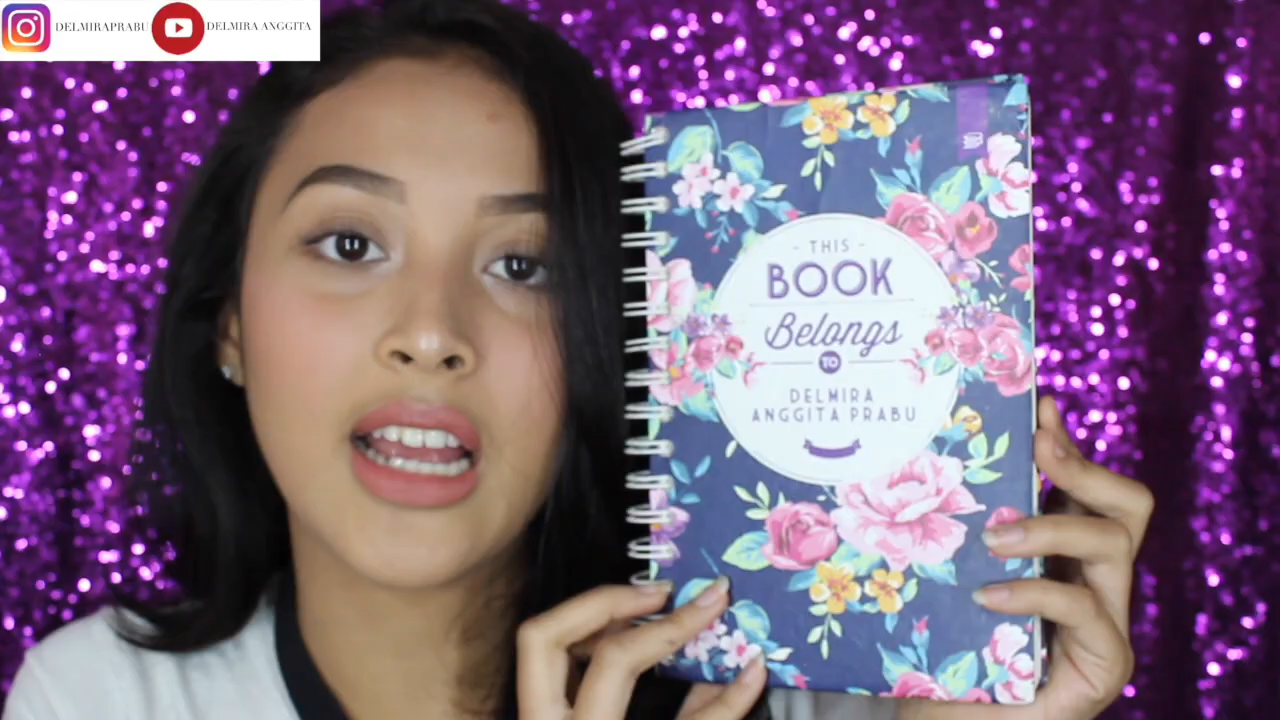 DELMIRAPRABU
DELMIRA ANGGITA
- THIS -
BOOK
Belongs
TO
DELMIRA
ANGGITA PRABU